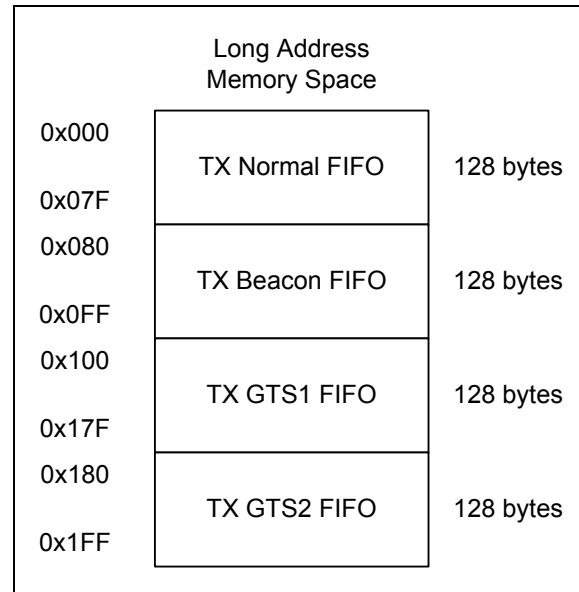 Long Address
Memory Space
0x000
TX Normal FIFO
128 bytes
0x07F
0x080
TX Beacon FIFO
128 bytes
0x0FF
0x100
TX GTS1 FIFO
128 bytes
0x17F
0x180
TX GTS2 FIFO
128 bytes
0x1FF